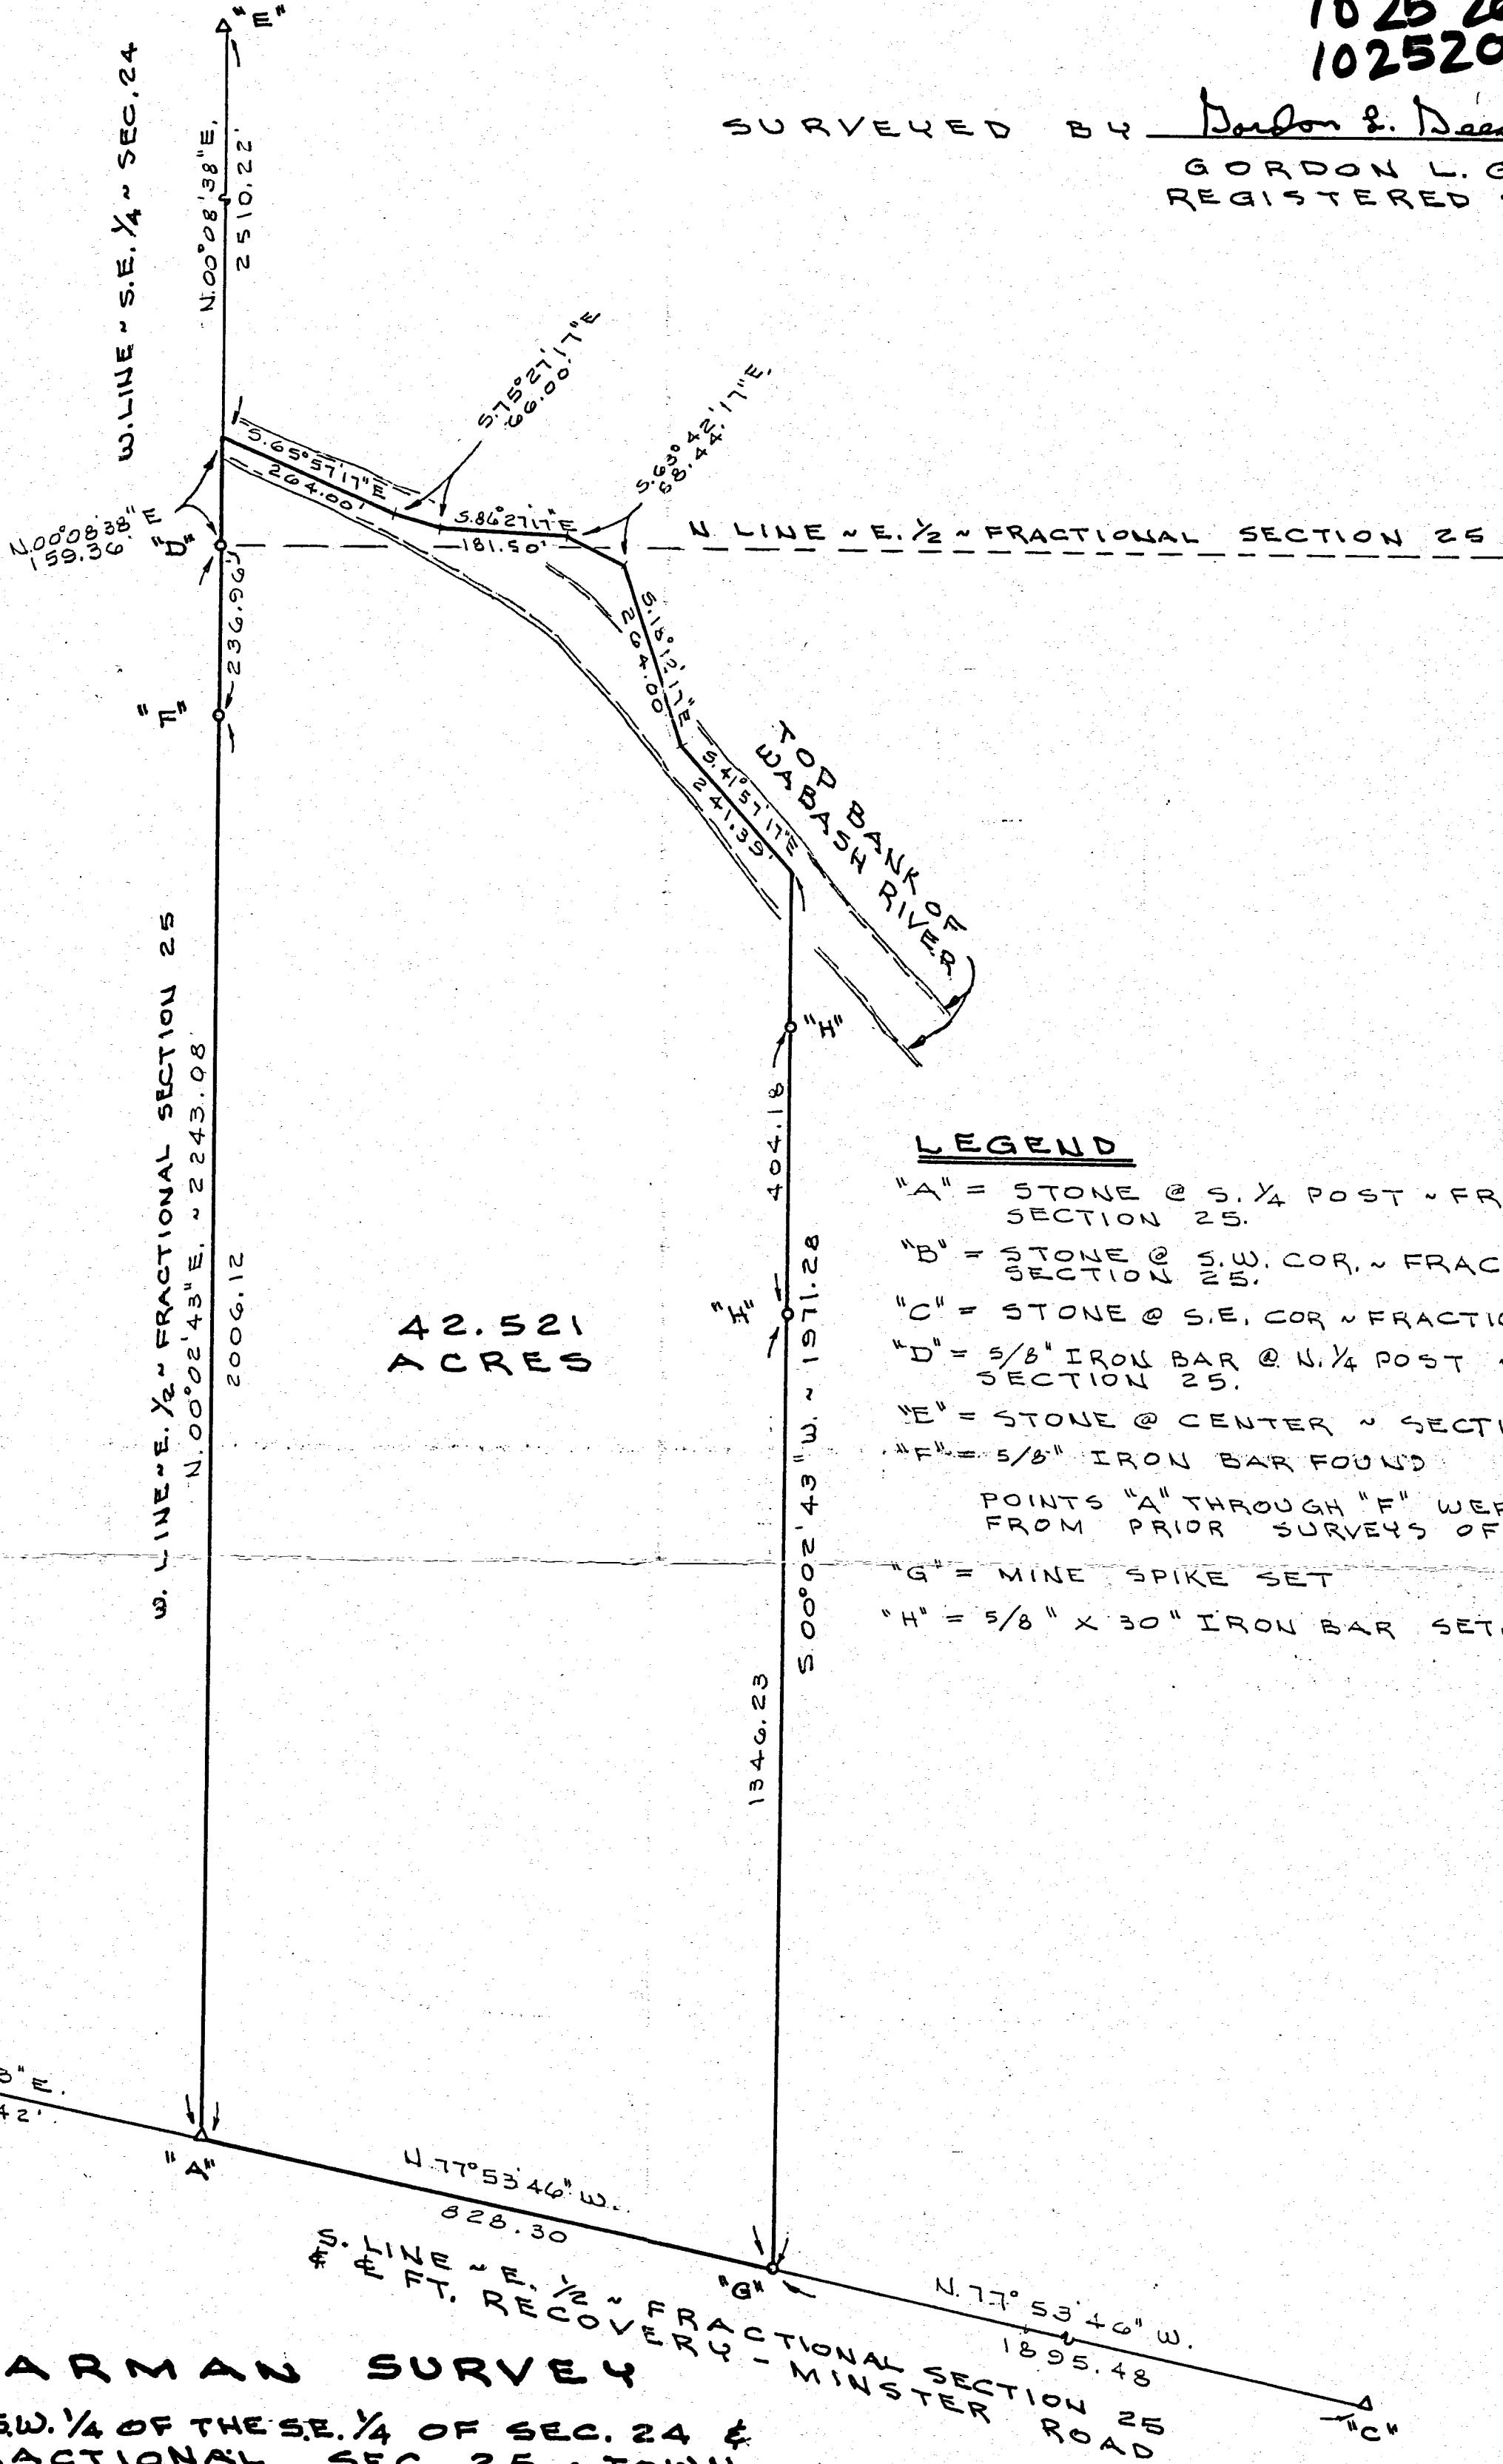 "E"
102520
SURVEYED BY Gordon L.
GORDON L. G
REGISTERED
W. LINE ~ S.E. 1/4 ~ SEC. 24
N.00°08'38"E.
2510.22'
S.75°27'17"E
66.00'
S.63°42'17"E.
68.44'
S.65°57'17"E
264.00'
S.86°27'17"E
181.50'
N.00°08'38"E
159.36'
"D"
N. LINE ~ E. 1/2 ~ FRACTIONAL SECTION 25
236.96'
"F"
S.18°12'17"E
264.00
S.41°57'17"E
241.39'
TOP BANK OF
WABASH RIVER
"H"
404.18
"H"
W. LINE ~ E. 1/2 ~ FRACTIONAL SECTION 25
N.00°02'43"E. ~ 2243.08
2006.12
42.521
ACRES
S.00°02'43"W. ~ 1971.28
1346.23
LEGEND
"A" = STONE @ S. 1/4 POST ~ FR
SECTION 25.
"B" = STONE @ S.W. COR. ~ FRAC
SECTION 25.
"C" = STONE @ S.E. COR ~ FRACTIO
"D" = 5/8" IRON BAR @ N. 1/4 POST ~
SECTION 25.
"E" = STONE @ CENTER ~ SECTI
"F" = 5/8" IRON BAR FOUND
POINTS "A" THROUGH "F" WER
FROM PRIOR SURVEYS OF
"G" = MINE SPIKE SET
"H" = 5/8" X 30" IRON BAR SET.
3"E.
42'.
"A"
N.77°53'46"W.
828.30
S. LINE ~ E. 1/2 ~ FRACTIONAL SECTION 25
& ℄ FT. RECOVERY - MINSTER ROAD
"G"
N.77°53'46"W.
1895.48
"C"
ARMAN SURVEY
S.W. 1/4 OF THE S.E. 1/4 OF SEC. 24 &
ACTIONAL SEC. 25